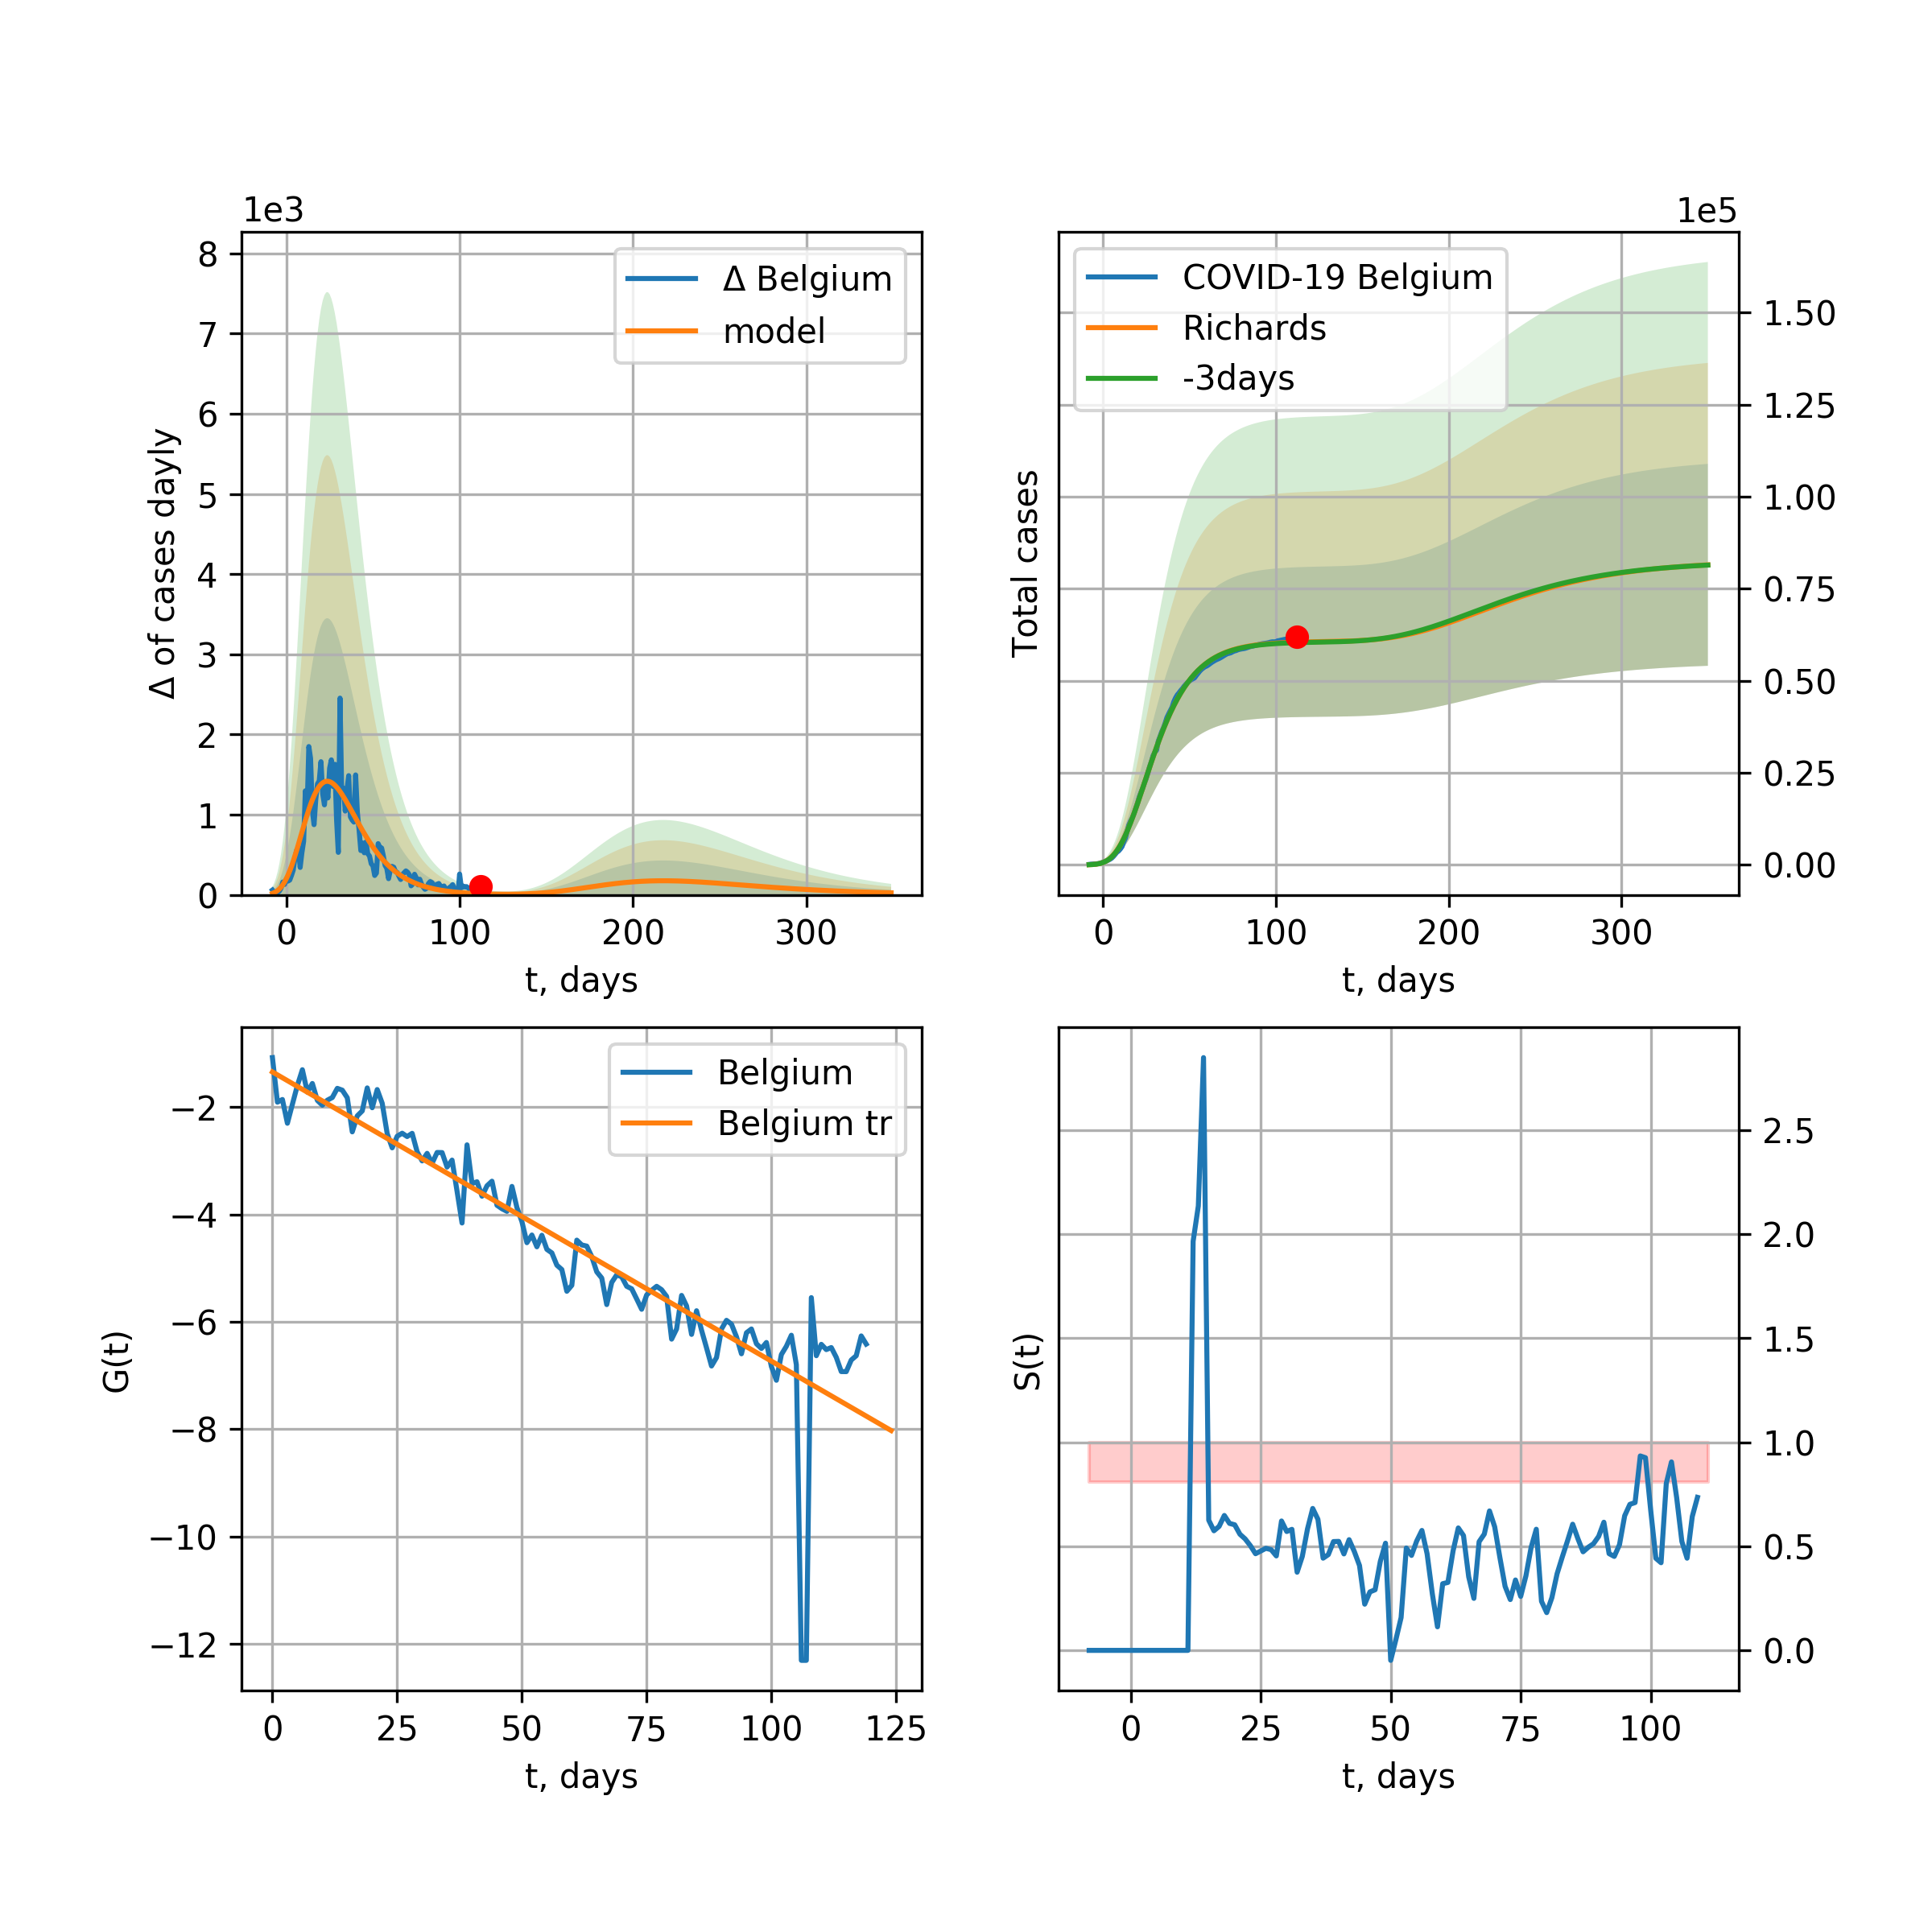 1e3
8
7
6
5
4
3
2
1
0
Δ of cases dayly
Δ Belgium
model
0 100 200 300
t, days
1e5
COVID-19 Belgium
Richards
-3days
Total cases
1.50
1.25
1.00
0.75
0.50
0.25
0.00
0 100 200 300
t, days
Belgium
Belgium tr
G(t)
−2
−4
−6
−8
−10
−12
0 25 50 75 100 125
t, days
S(t)
2.5
2.0
1.5
1.0
0.5
0.0
0 25 50 75 100
t, days